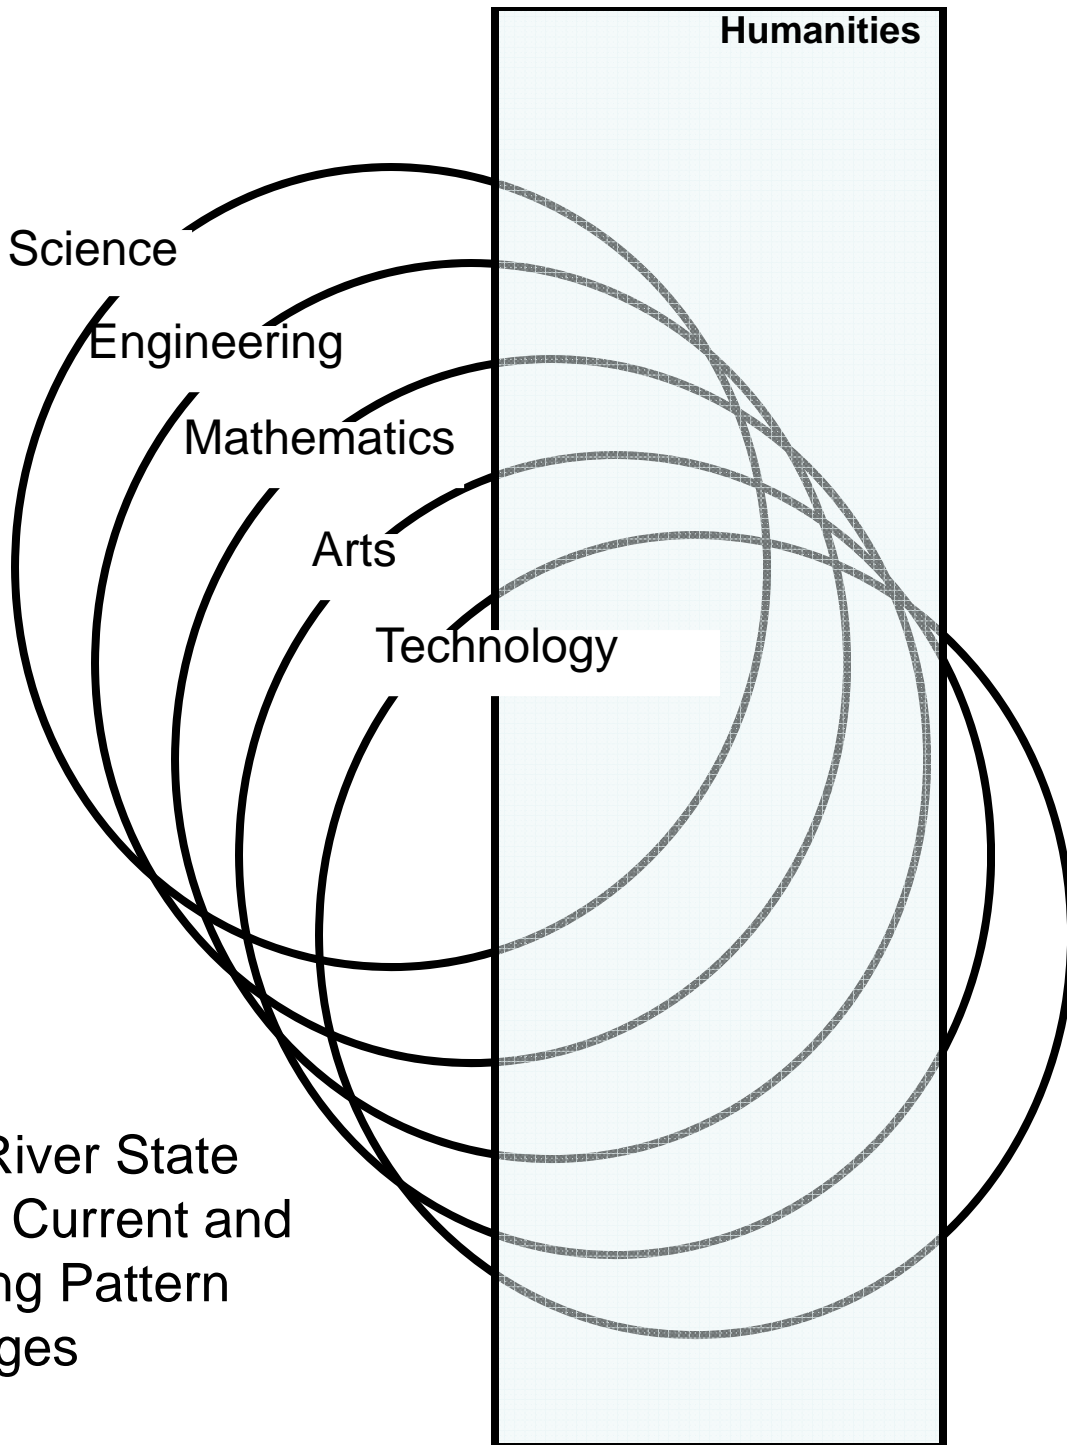 Humanities
Science
Engineering
Mathematics
Arts
Technology
River State
Current and
ng Pattern
ges